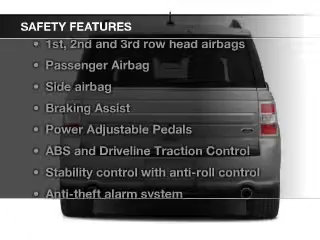 SAFETY FEATURES
• 1st, 2nd and 3rd row head airbags
• Passenger Airbag
• Side airbag
• Braking Assist
• Power Adjustable Pedals
• ABS and Driveline Traction Control
• Stability control with anti-roll control
• Anti-theft alarm system